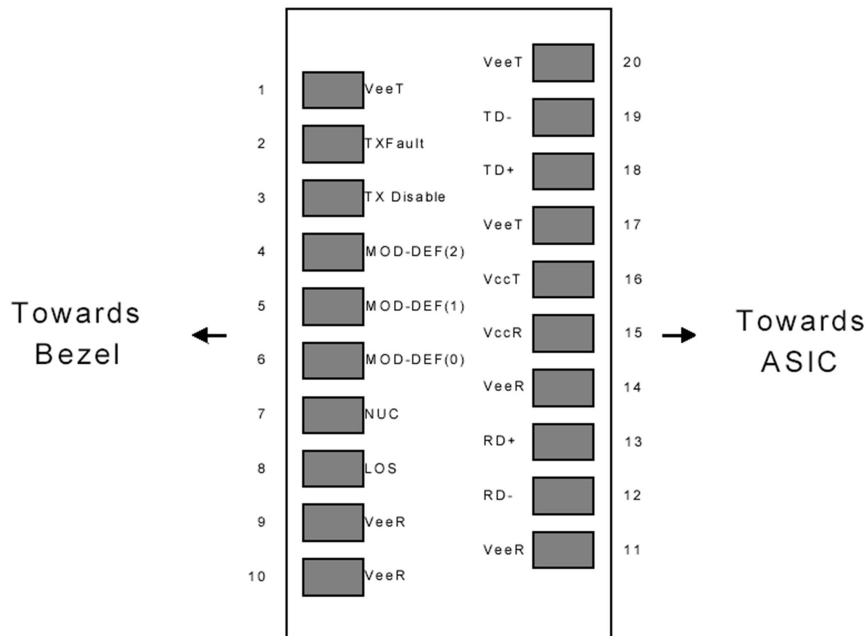 VeeT 20
1 VeeT
TD- 19
2 TXFault
TD+ 18
3 TX Disable
VeeT 17
4 MOD-DEF(2)
VccT 16
5 MOD-DEF(1)
Towards
Bezel
VccR 15
Towards
ASIC
6 MOD-DEF(0)
VeeR 14
7 NUC
RD+ 13
8 LOS
RD- 12
9 VeeR
VeeR 11
10 VeeR